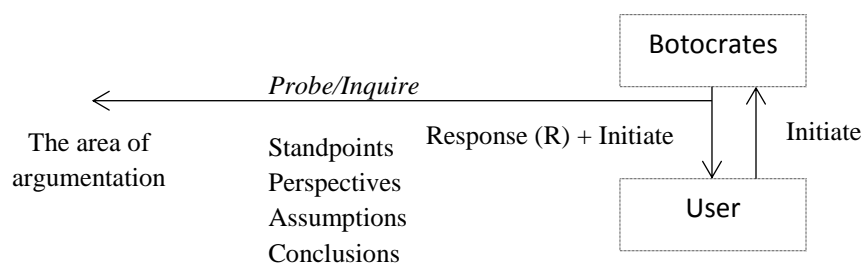 Botocrates
Probe/Inquire
Response (R) + Initiate
Initiate
The area of
argumentation
Standpoints
Perspectives
Assumptions
Conclusions
User